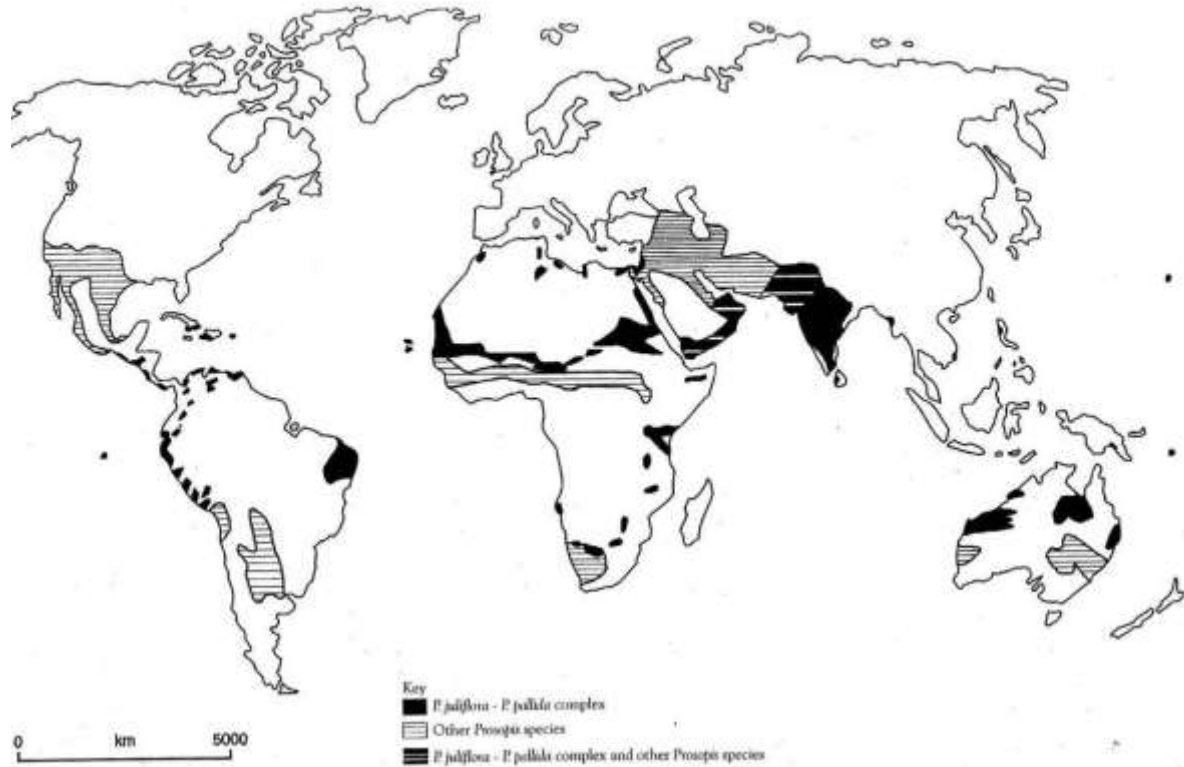 Key
P. juliflora - P. pallida complex
Other Prosopis species
P. juliflora - P. pallida complex and other Prosopis species
0 km 5000